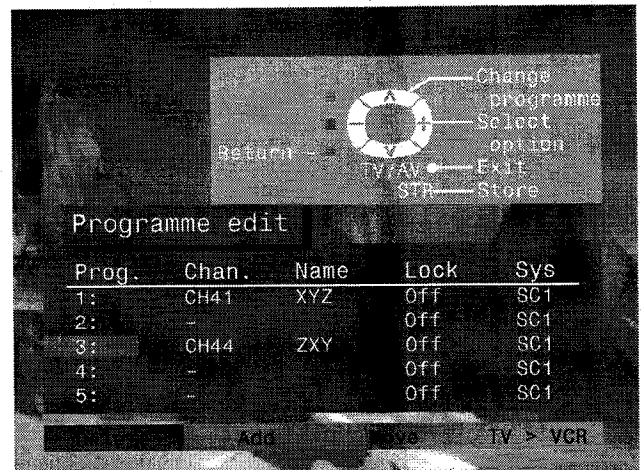 Change
programme
Select
option
Return
TV/AV Exit
STR Store
Programme edit
Prog. Chan. Name Lock Sys
1: CH41 XYZ Off SC1
2: - Off SC1
3: CH44 ZXY Off SC1
4: - Off SC1
5: - Off SC1
Add Move TV > VCR